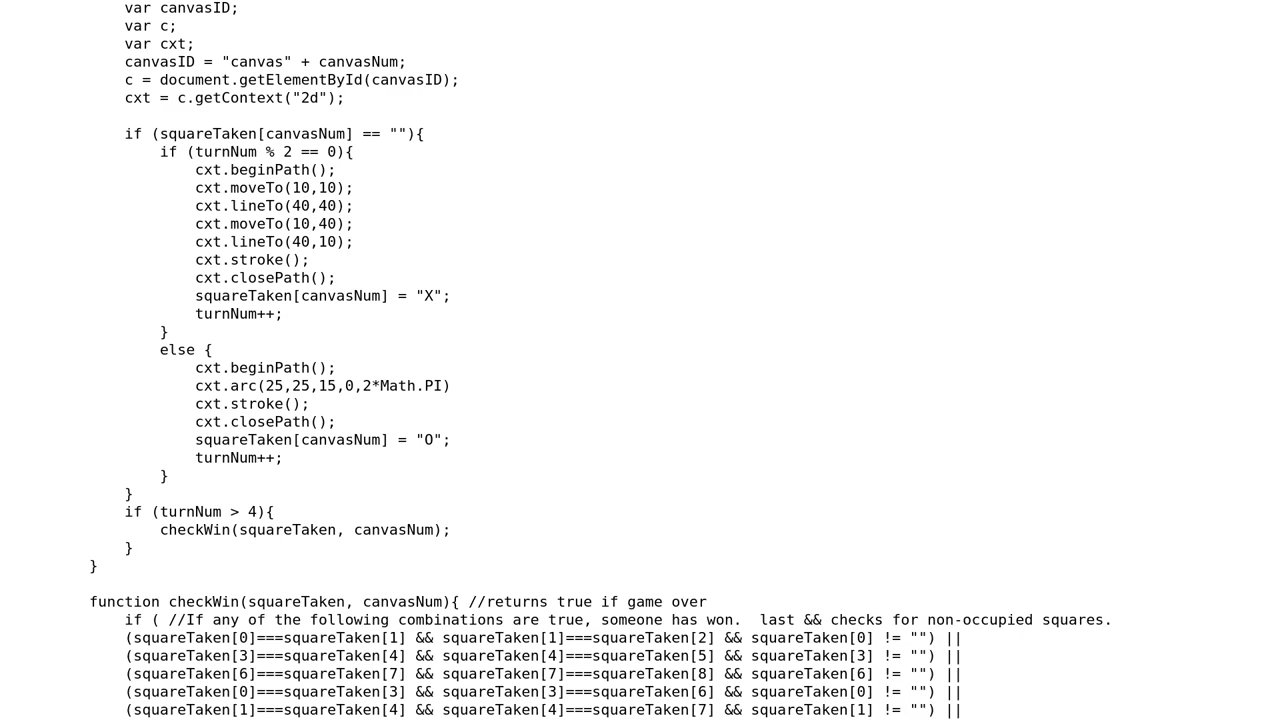 var canvasID;
var c;
var cxt;
canvasID = "canvas" + canvasNum;
c = document.getElementById(canvasID);
cxt = c.getContext("2d");
if (squareTaken[canvasNum] == ""){
if (turnNum % 2 == 0){
cxt.beginPath();
cxt.moveTo(10,10);
cxt.lineTo(40,40);
cxt.moveTo(10,40);
cxt.lineTo(40,10);
cxt.stroke();
cxt.closePath();
squareTaken[canvasNum] = "X";
turnNum++;
}
else {
cxt.beginPath();
cxt.arc(25,25,15,0,2*Math.PI)
cxt.stroke();
cxt.closePath();
squareTaken[canvasNum] = "O";
turnNum++;
}
}
if (turnNum > 4){
checkWin(squareTaken, canvasNum);
}
}
function checkWin(squareTaken, canvasNum){ //returns true if game over
if ( //If any of the following combinations are true, someone has won.  last && checks for non-occupied squares.
(squareTaken[0]===squareTaken[1] && squareTaken[1]===squareTaken[2] && squareTaken[0] != "") ||
(squareTaken[3]===squareTaken[4] && squareTaken[4]===squareTaken[5] && squareTaken[3] != "") ||
(squareTaken[6]===squareTaken[7] && squareTaken[7]===squareTaken[8] && squareTaken[6] != "") ||
(squareTaken[0]===squareTaken[3] && squareTaken[3]===squareTaken[6] && squareTaken[0] != "") ||
(squareTaken[1]===squareTaken[4] && squareTaken[4]===squareTaken[7] && squareTaken[1] != "") ||